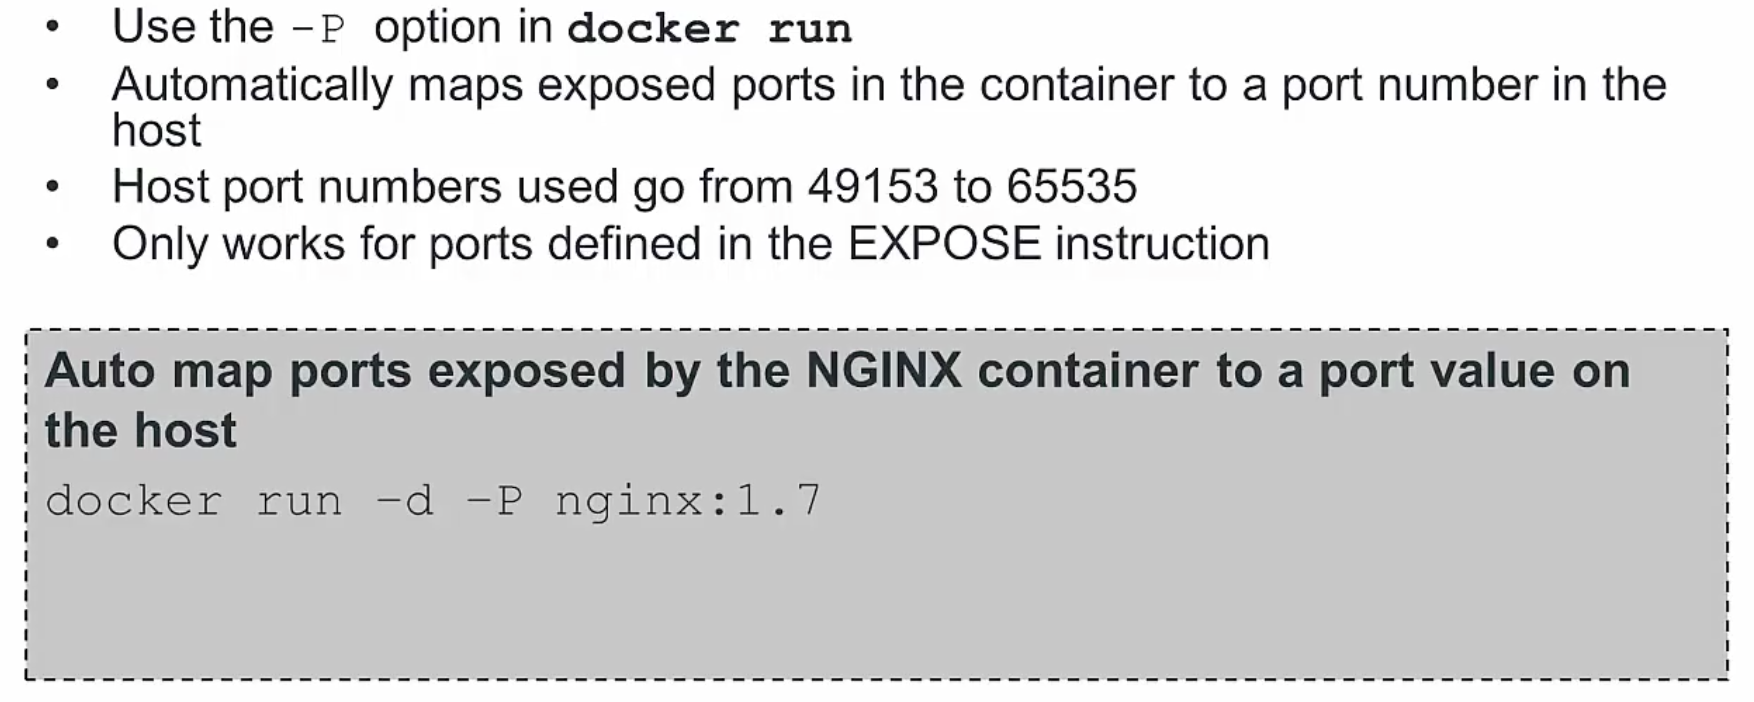 • Use the -P option in docker run
• Automatically maps exposed ports in the container to a port number in the
host
• Host port numbers used go from 49153 to 65535
• Only works for ports defined in the EXPOSE instruction
Auto map ports exposed by the NGINX container to a port value on
the host
docker run -d -P nginx:1.7